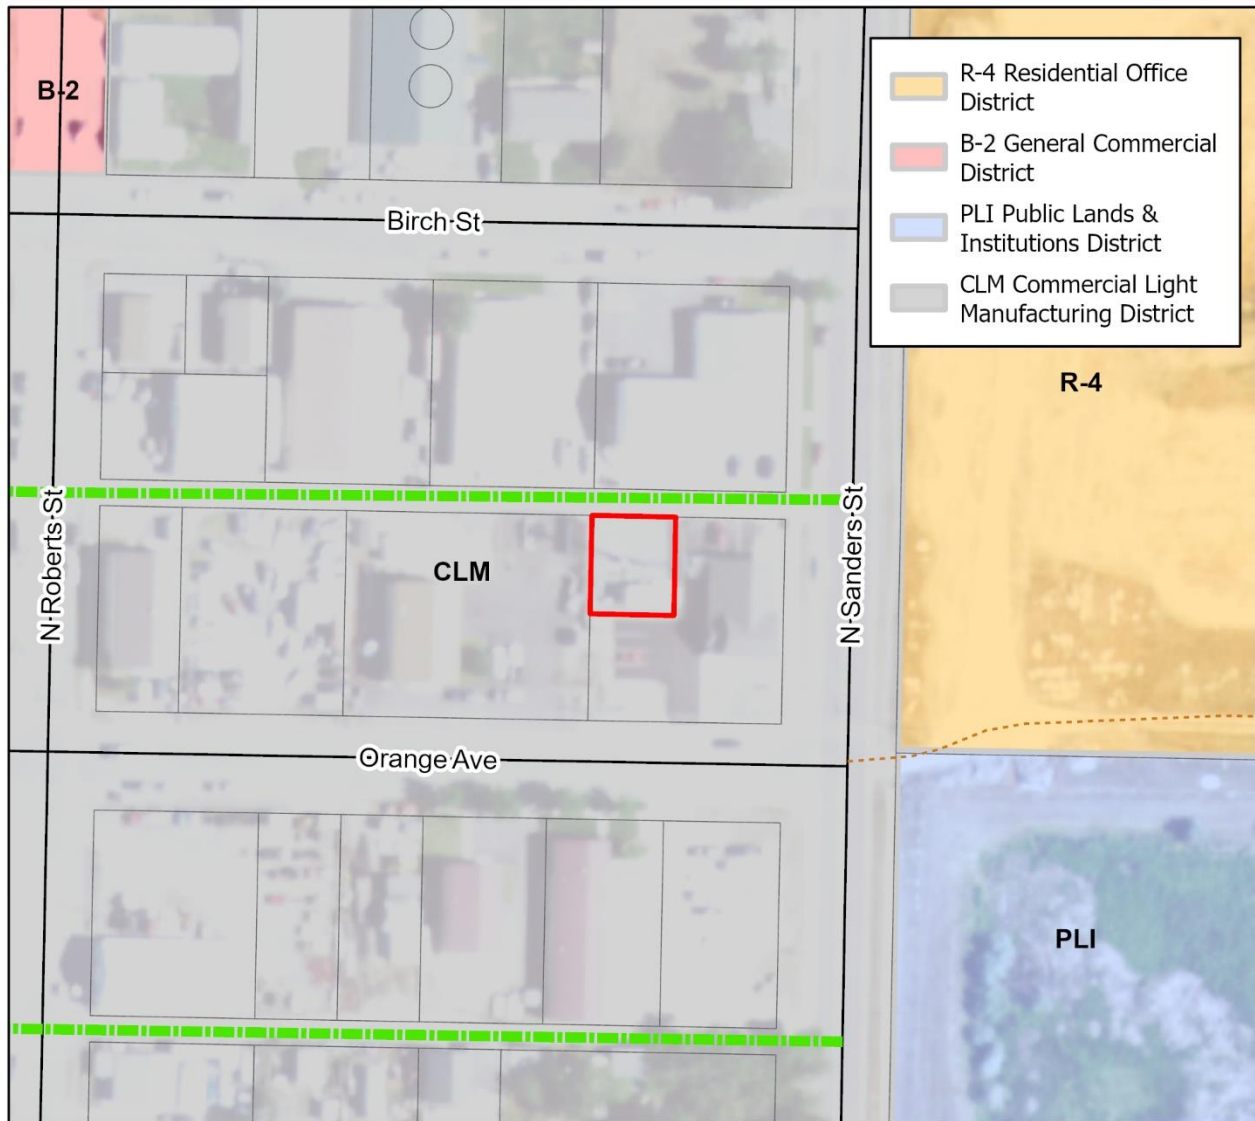 B-2
R-4 Residential Office
District
B-2 General Commercial
District
PLI Public Lands &
Institutions District
CLM Commercial Light
Manufacturing District
Birch St
R-4
N Roberts St
N Sanders St
CLM
Orange Ave
PLI